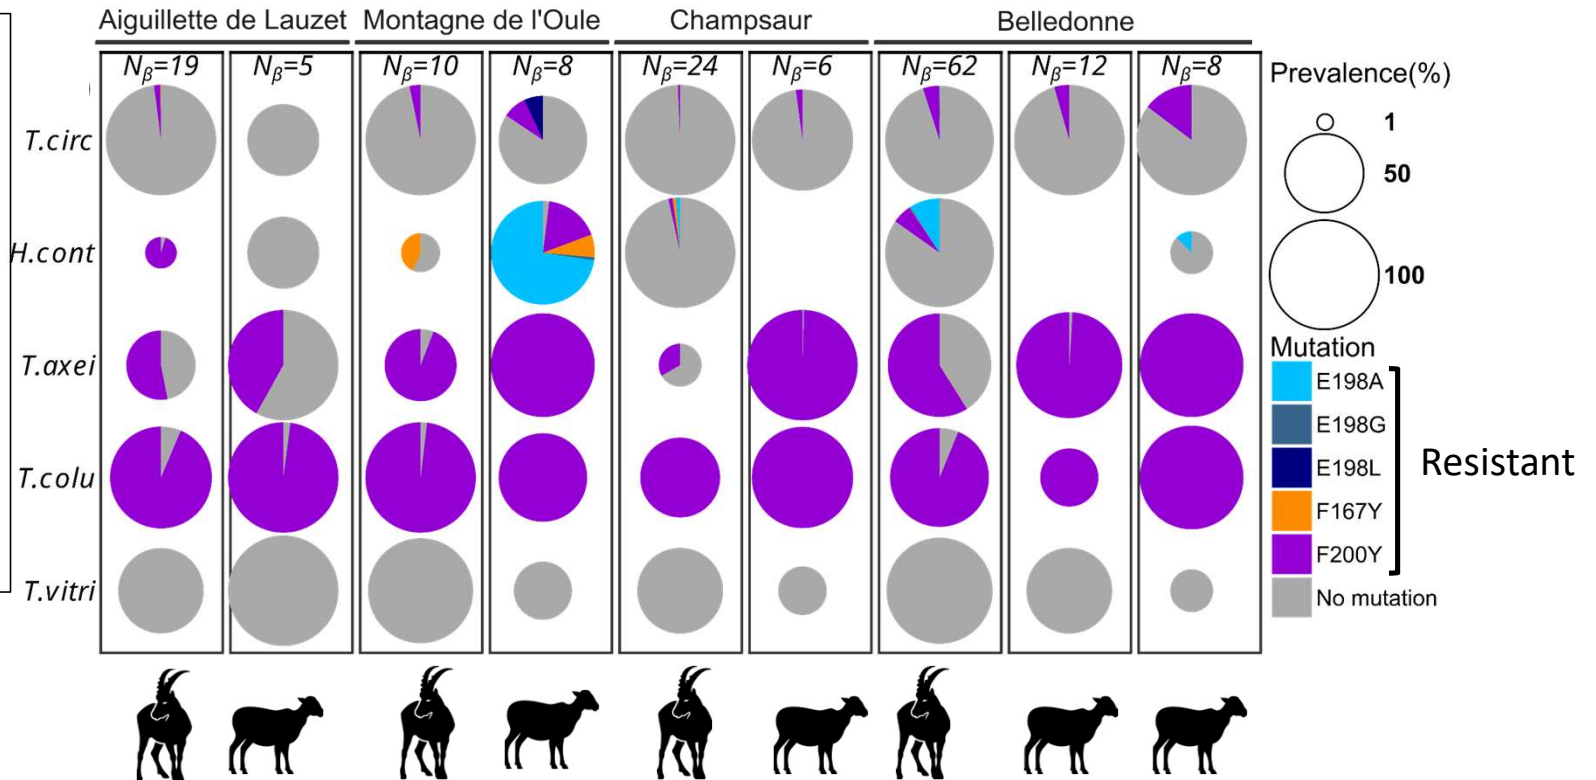 Aiguillette de Lauzet Montagne de l'Oule Champsaur Belledonne
Nβ=19 Nβ=5 Nβ=10 Nβ=8 Nβ=24 Nβ=6 Nβ=62 Nβ=12 Nβ=8
T.circ
H.cont
T.axei
T.colu
T.vitri
Prevalence(%)
1
50
100
Mutation
E198A
E198G
E198L
F167Y
F200Y
No mutation
Resistant